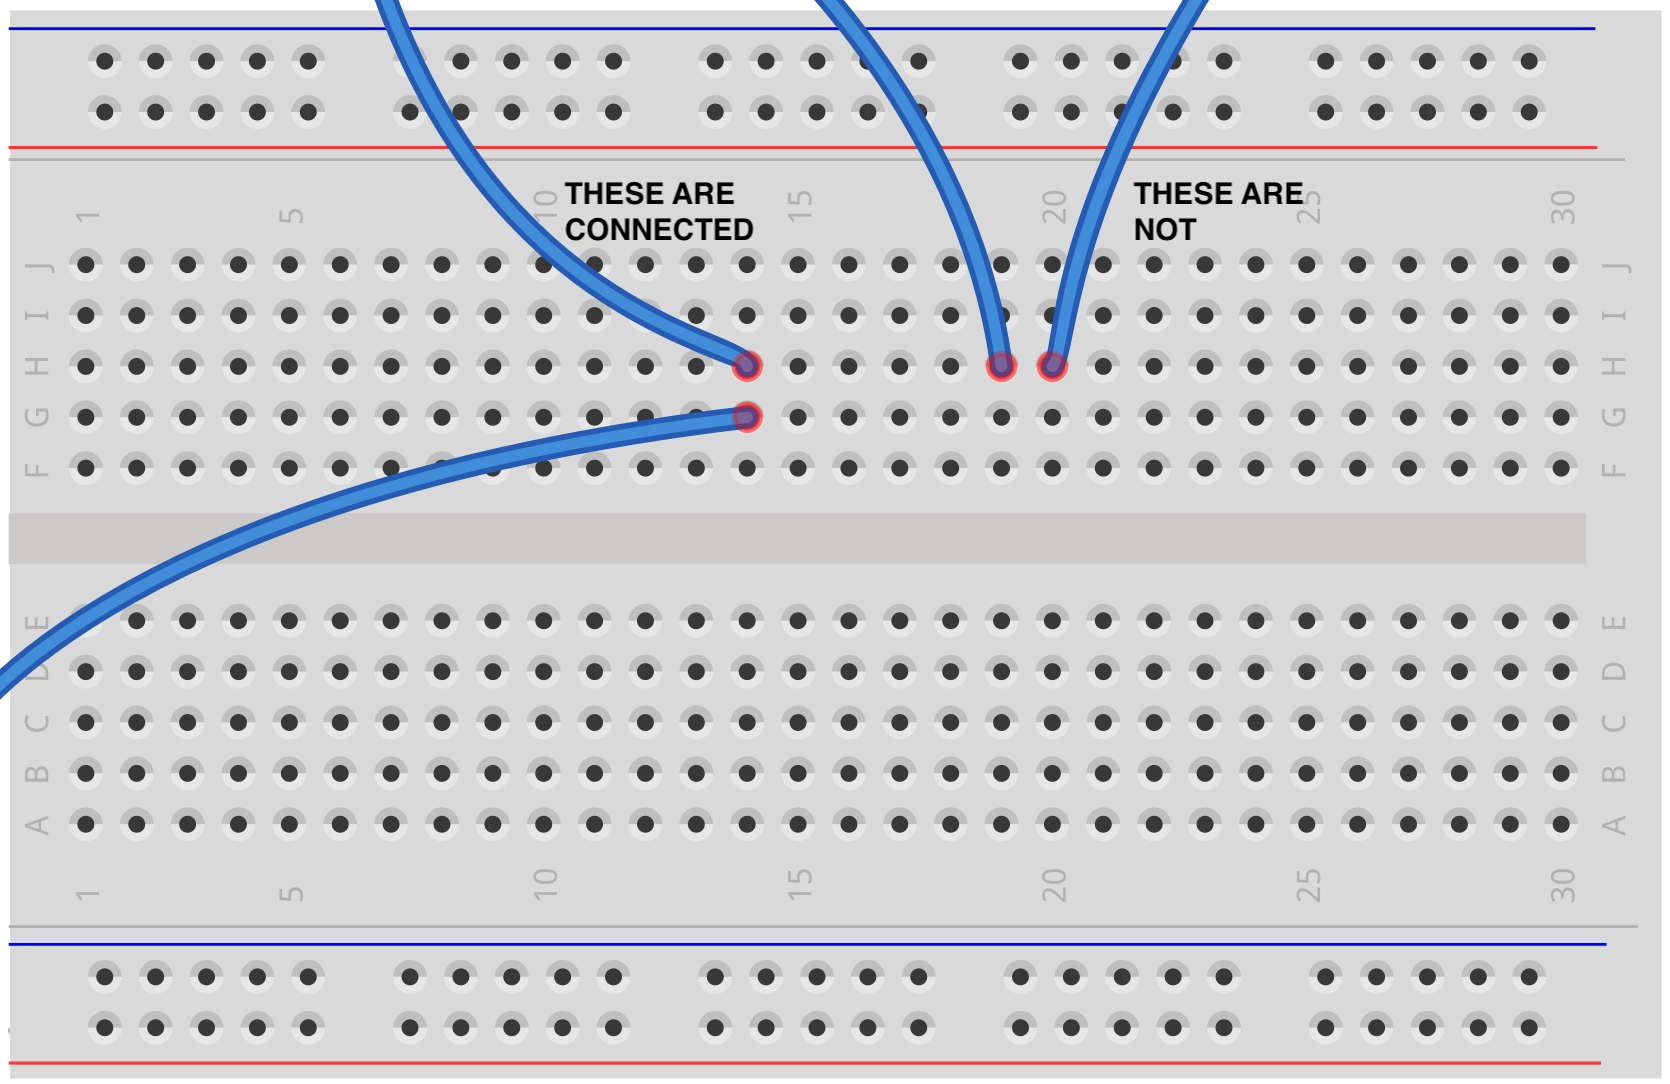 1 5 10 15 20 25 30
THESE ARE
CONNECTED
THESE ARE
NOT
J J
I I
H H
G G
F F
E E
D D
C C
B B
A A
1 5 10 15 20 25 30